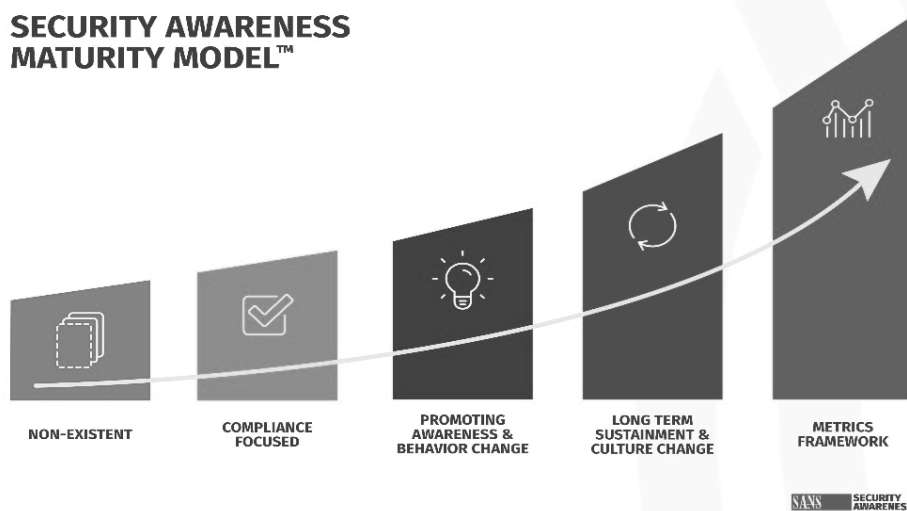 SECURITY AWARENESS
MATURITY MODEL™
NON-EXISTENT
COMPLIANCE
FOCUSED
PROMOTING
AWARENESS &
BEHAVIOR CHANGE
LONG TERM
SUSTAINMENT &
CULTURE CHANGE
METRICS
FRAMEWORK
SANS
SECURITY
AWARENES